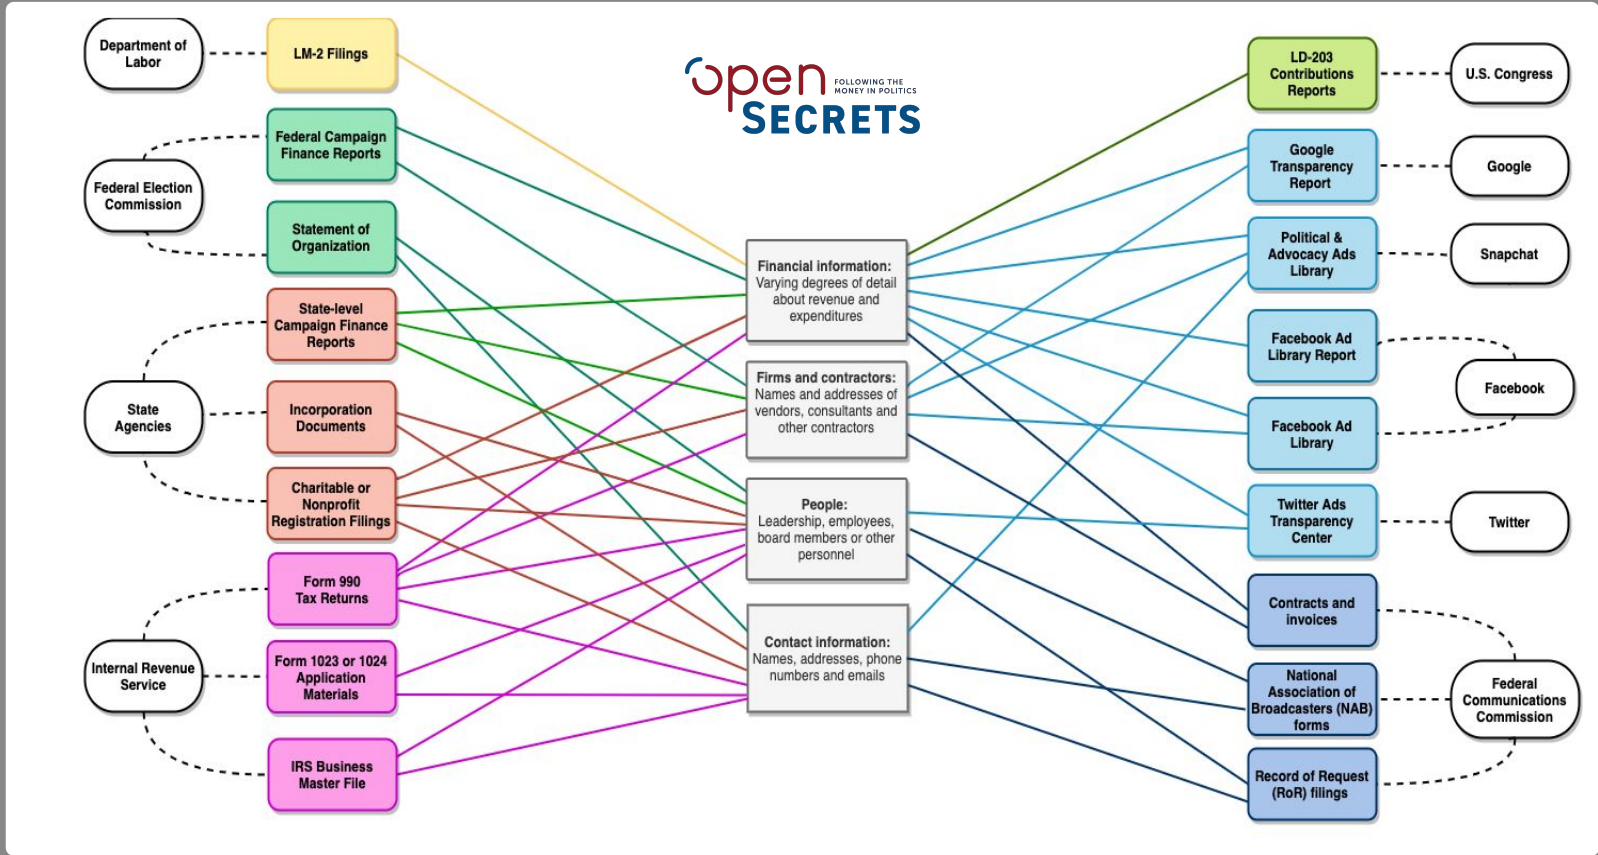 Department of
Labor
LM-2 Filings
Federal Campaign
Finance Reports
Federal Election
Commission
Statement of
Organization
State-level
Campaign Finance
Reports
State
Agencies
Incorporation
Documents
Charitable or
Nonprofit
Registration Filings
Form 990
Tax Returns
Internal Revenue
Service
Form 1023 or 1024
Application
Materials
IRS Business
Master File
open
FOLLOWING THE
MONEY IN POLITICS
SECRETS
Financial information:
Varying degrees of detail
about revenue and
expenditures
Firms and contractors:
Names and addresses of
vendors, consultants and
other contractors
People:
Leadership, employees,
board members or other
personnel
Contact information:
Names, addresses, phone
numbers and emails
LD-203
Contributions
Reports
U.S. Congress
Google
Transparency
Report
Google
Political &
Advocacy Ads
Library
Snapchat
Facebook Ad
Library Report
Facebook
Facebook Ad
Library
Twitter Ads
Transparency
Center
Twitter
Contracts and
invoices
National
Association of
Broadcasters (NAB)
forms
Federal
Communications
Commission
Record of Request
(RoR) filings